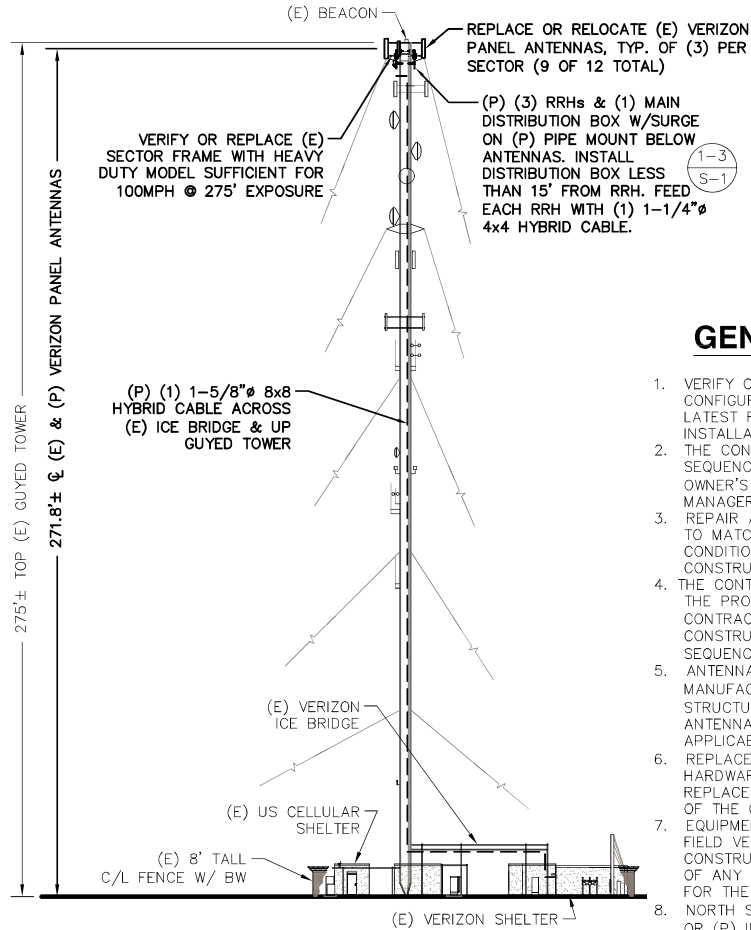 (E) BEACON
REPLACE OR RELOCATE (E) VERIZON
PANEL ANTENNAS, TYP. OF (3) PER
SECTOR (9 OF 12 TOTAL)
(P) (3) RRHs & (1) MAIN
DISTRIBUTION BOX W/SURGE
ON (P) PIPE MOUNT BELOW
ANTENNAS. INSTALL
DISTRIBUTION BOX LESS
THAN 15' FROM RRH. FEED
EACH RRH WITH (1) 1-1/4"ø
4x4 HYBRID CABLE.
1-3
S-1
VERIFY OR REPLACE (E)
SECTOR FRAME WITH HEAVY
DUTY MODEL SUFFICIENT FOR
100MPH @ 275' EXPOSURE
275'± TOP (E) GUYED TOWER
271.8'± ℄ (E) & (P) VERIZON PANEL ANTENNAS
(P) (1) 1-5/8"ø 8x8
HYBRID CABLE ACROSS
(E) ICE BRIDGE & UP
GUYED TOWER
(E) VERIZON
ICE BRIDGE
(E) US CELLULAR
SHELTER
(E) 8' TALL
C/L FENCE W/ BW
(E) VERIZON SHELTER
GEN
1. VERIFY
CONFIGUR
LATEST
INSTALLA
2. THE CON
SEQUENC
OWNER'S
MANAGER
3. REPAIR
TO MATC
CONDITIO
CONSTRU
4. THE CONT
THE PRO
CONTRAC
CONSTRU
SEQUENC
5. ANTENNA
MANUFAC
STRUCTU
ANTENNA
APPLICAB
6. REPLACE
HARDWAR
REPLACE
OF THE
7. EQUIPMEN
FIELD VE
CONSTRU
OF ANY
FOR THE
8. NORTH S
OR (P)